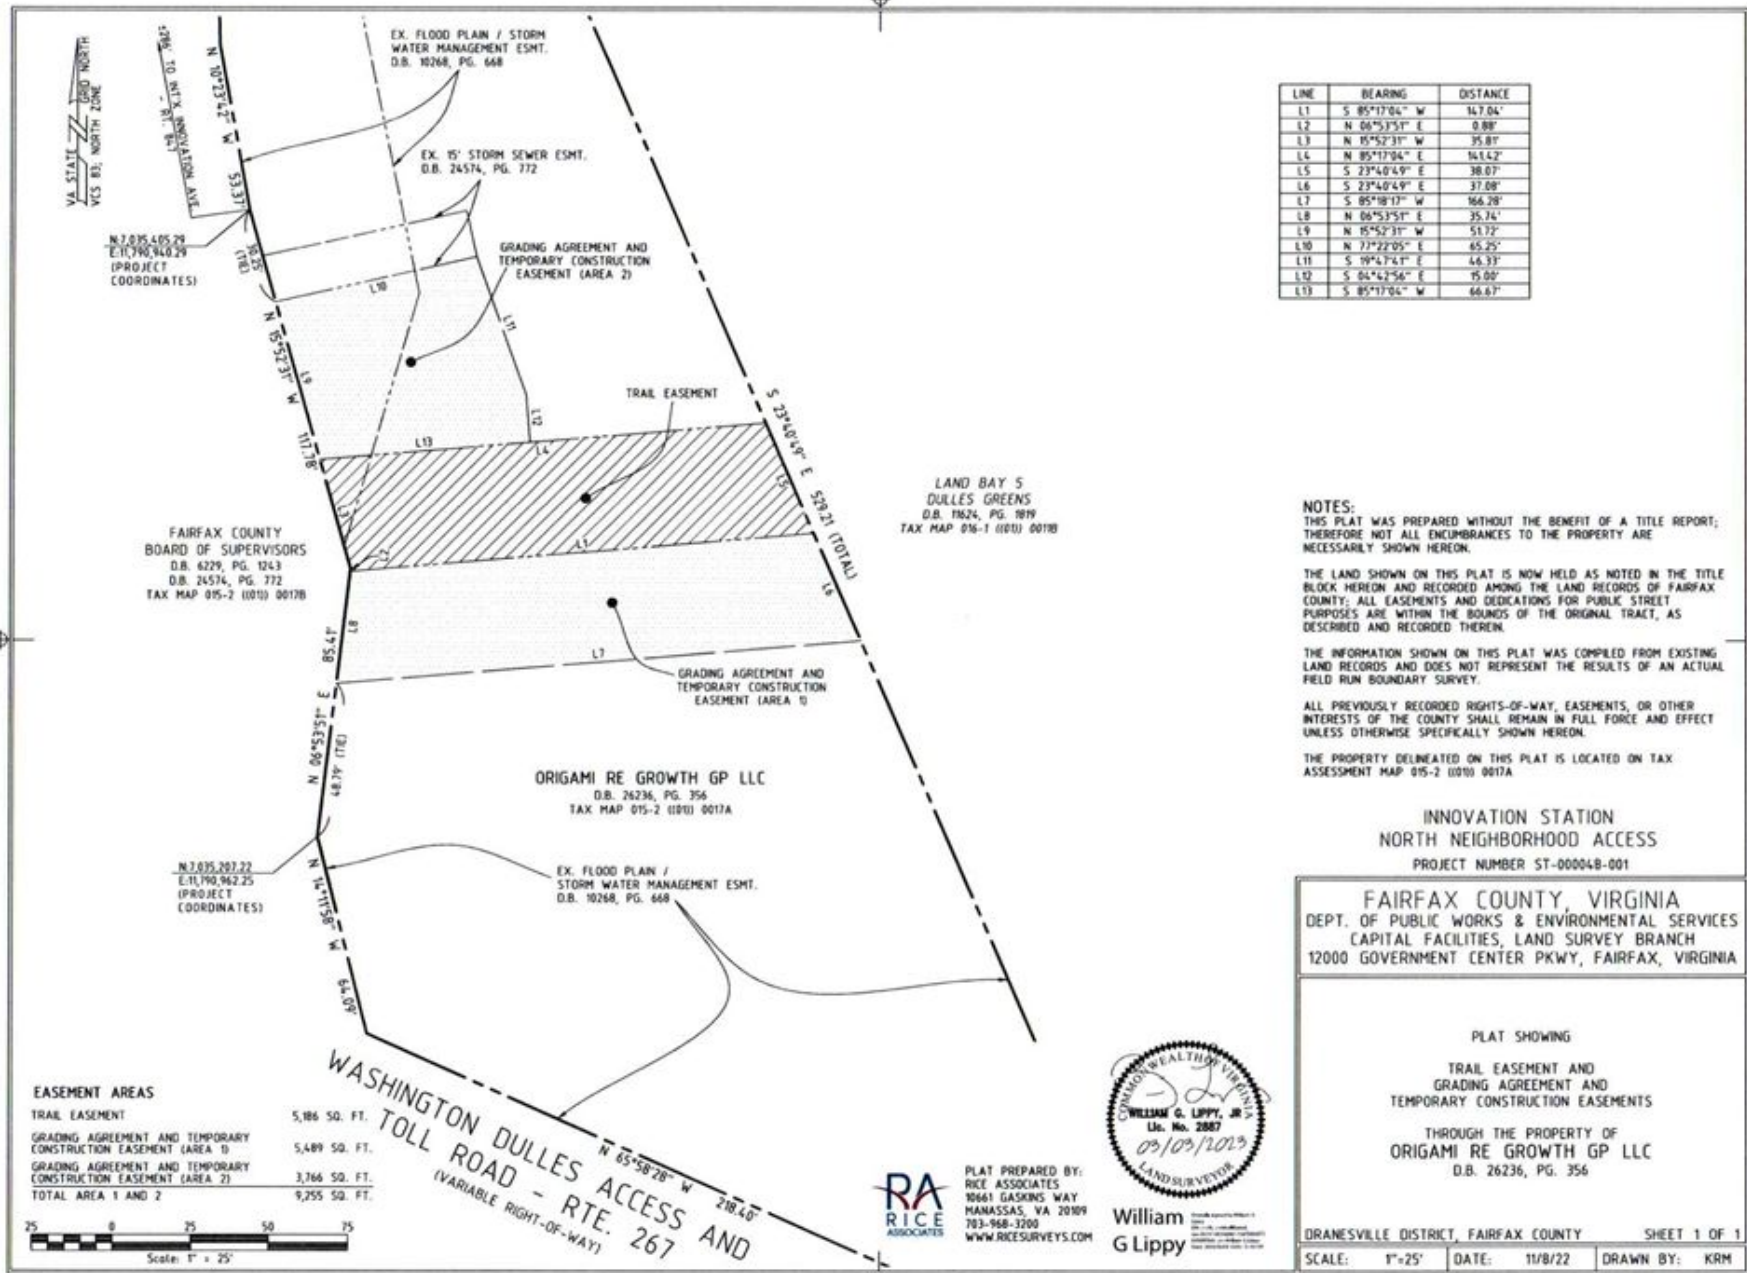 VA STATE GRID NORTH
VCS 83; NORTH ZONE
±286' TO INT'X INNOVATION AVE.
- RT. 847
N 10°23'42" W 53.37'
30.25'
(TIE)
N:7,035,405.29
E:11,790,940.29
(PROJECT
COORDINATES)
EX. FLOOD PLAIN / STORM
WATER MANAGEMENT ESMT.
D.B. 10268, PG. 668
EX. 15' STORM SEWER ESMT.
D.B. 24574, PG. 772
GRADING AGREEMENT AND
TEMPORARY CONSTRUCTION
EASEMENT (AREA 2)
L10
L11
L9
N 15°52'31" W 117.78'
L12
L13
L4
TRAIL EASEMENT
S 23°40'49" E 529.21 (TOTAL)
L5
L3
L2
L1
L6
L8
L7
FAIRFAX COUNTY
BOARD OF SUPERVISORS
D.B. 6229, PG. 1243
D.B. 24574, PG. 772
TAX MAP 015-2 ((01)) 0017B
LAND BAY 5
DULLES GREENS
D.B. 11624, PG. 1819
TAX MAP 016-1 ((01)) 0011B
N 06°53'51" E 85.41'
48.79' (TIE)
GRADING AGREEMENT AND
TEMPORARY CONSTRUCTION
EASEMENT (AREA 1)
ORIGAMI RE GROWTH GP LLC
D.B. 26236, PG. 356
TAX MAP 015-2 ((01)) 0017A
N:7,035,207.22
E:11,790,962.25
(PROJECT
COORDINATES)
N 14°11'58" W 64.09'
EX. FLOOD PLAIN /
STORM WATER MANAGEMENT ESMT.
D.B. 10268, PG. 668
WASHINGTON DULLES ACCESS AND
TOLL ROAD - RTE. 267
(VARIABLE RIGHT-OF-WAY)
N 65°58'28" W 218.40'
EASEMENT AREAS
TRAIL EASEMENT 5,186 SQ. FT.
GRADING AGREEMENT AND TEMPORARY
CONSTRUCTION EASEMENT (AREA 1) 5,489 SQ. FT.
GRADING AGREEMENT AND TEMPORARY
CONSTRUCTION EASEMENT (AREA 2) 3,766 SQ. FT.
TOTAL AREA 1 AND 2 9,255 SQ. FT.
25 0 25 50 75
Scale: 1" = 25'
RA
RICE
ASSOCIATES
PLAT PREPARED BY:
RICE ASSOCIATES
10661 GASKINS WAY
MANASSAS, VA 20109
703-968-3200
WWW.RICESURVEYS.COM
COMMONWEALTH OF VIRGINIA
WILLIAM G. LIPPY, JR
Lic. No. 2887
03/03/2023
LAND SURVEYOR
William
G Lippy
LINE BEARING DISTANCE
L1 S 85°17'04" W 147.04'
L2 N 06°53'51" E 0.88'
L3 N 15°52'31" W 35.81'
L4 N 85°17'04" E 141.42'
L5 S 23°40'49" E 38.07'
L6 S 23°40'49" E 37.08'
L7 S 85°18'17" W 166.28'
L8 N 06°53'51" E 35.74'
L9 N 15°52'31" W 51.72'
L10 N 77°22'05" E 65.25'
L11 S 19°47'41" E 46.33'
L12 S 04°42'56" E 15.00'
L13 S 85°17'04" W 66.67'
NOTES:
THIS PLAT WAS PREPARED WITHOUT THE BENEFIT OF A TITLE REPORT;
THEREFORE NOT ALL ENCUMBRANCES TO THE PROPERTY ARE
NECESSARILY SHOWN HEREON.
THE LAND SHOWN ON THIS PLAT IS NOW HELD AS NOTED IN THE TITLE
BLOCK HEREON AND RECORDED AMONG THE LAND RECORDS OF FAIRFAX
COUNTY; ALL EASEMENTS AND DEDICATIONS FOR PUBLIC STREET
PURPOSES ARE WITHIN THE BOUNDS OF THE ORIGINAL TRACT, AS
DESCRIBED AND RECORDED THEREIN.
THE INFORMATION SHOWN ON THIS PLAT WAS COMPILED FROM EXISTING
LAND RECORDS AND DOES NOT REPRESENT THE RESULTS OF AN ACTUAL
FIELD RUN BOUNDARY SURVEY.
ALL PREVIOUSLY RECORDED RIGHTS-OF-WAY, EASEMENTS, OR OTHER
INTERESTS OF THE COUNTY SHALL REMAIN IN FULL FORCE AND EFFECT
UNLESS OTHERWISE SPECIFICALLY SHOWN HEREON.
THE PROPERTY DELINEATED ON THIS PLAT IS LOCATED ON TAX
ASSESSMENT MAP 015-2 ((01)) 0017A
INNOVATION STATION
NORTH NEIGHBORHOOD ACCESS
PROJECT NUMBER ST-000048-001
FAIRFAX COUNTY, VIRGINIA
DEPT. OF PUBLIC WORKS & ENVIRONMENTAL SERVICES
CAPITAL FACILITIES, LAND SURVEY BRANCH
12000 GOVERNMENT CENTER PKWY, FAIRFAX, VIRGINIA
PLAT SHOWING
TRAIL EASEMENT AND
GRADING AGREEMENT AND
TEMPORARY CONSTRUCTION EASEMENTS
THROUGH THE PROPERTY OF
ORIGAMI RE GROWTH GP LLC
D.B. 26236, PG. 356
DRANESVILLE DISTRICT, FAIRFAX COUNTY SHEET 1 OF 1
SCALE: 1"=25' DATE: 11/8/22 DRAWN BY: KRM